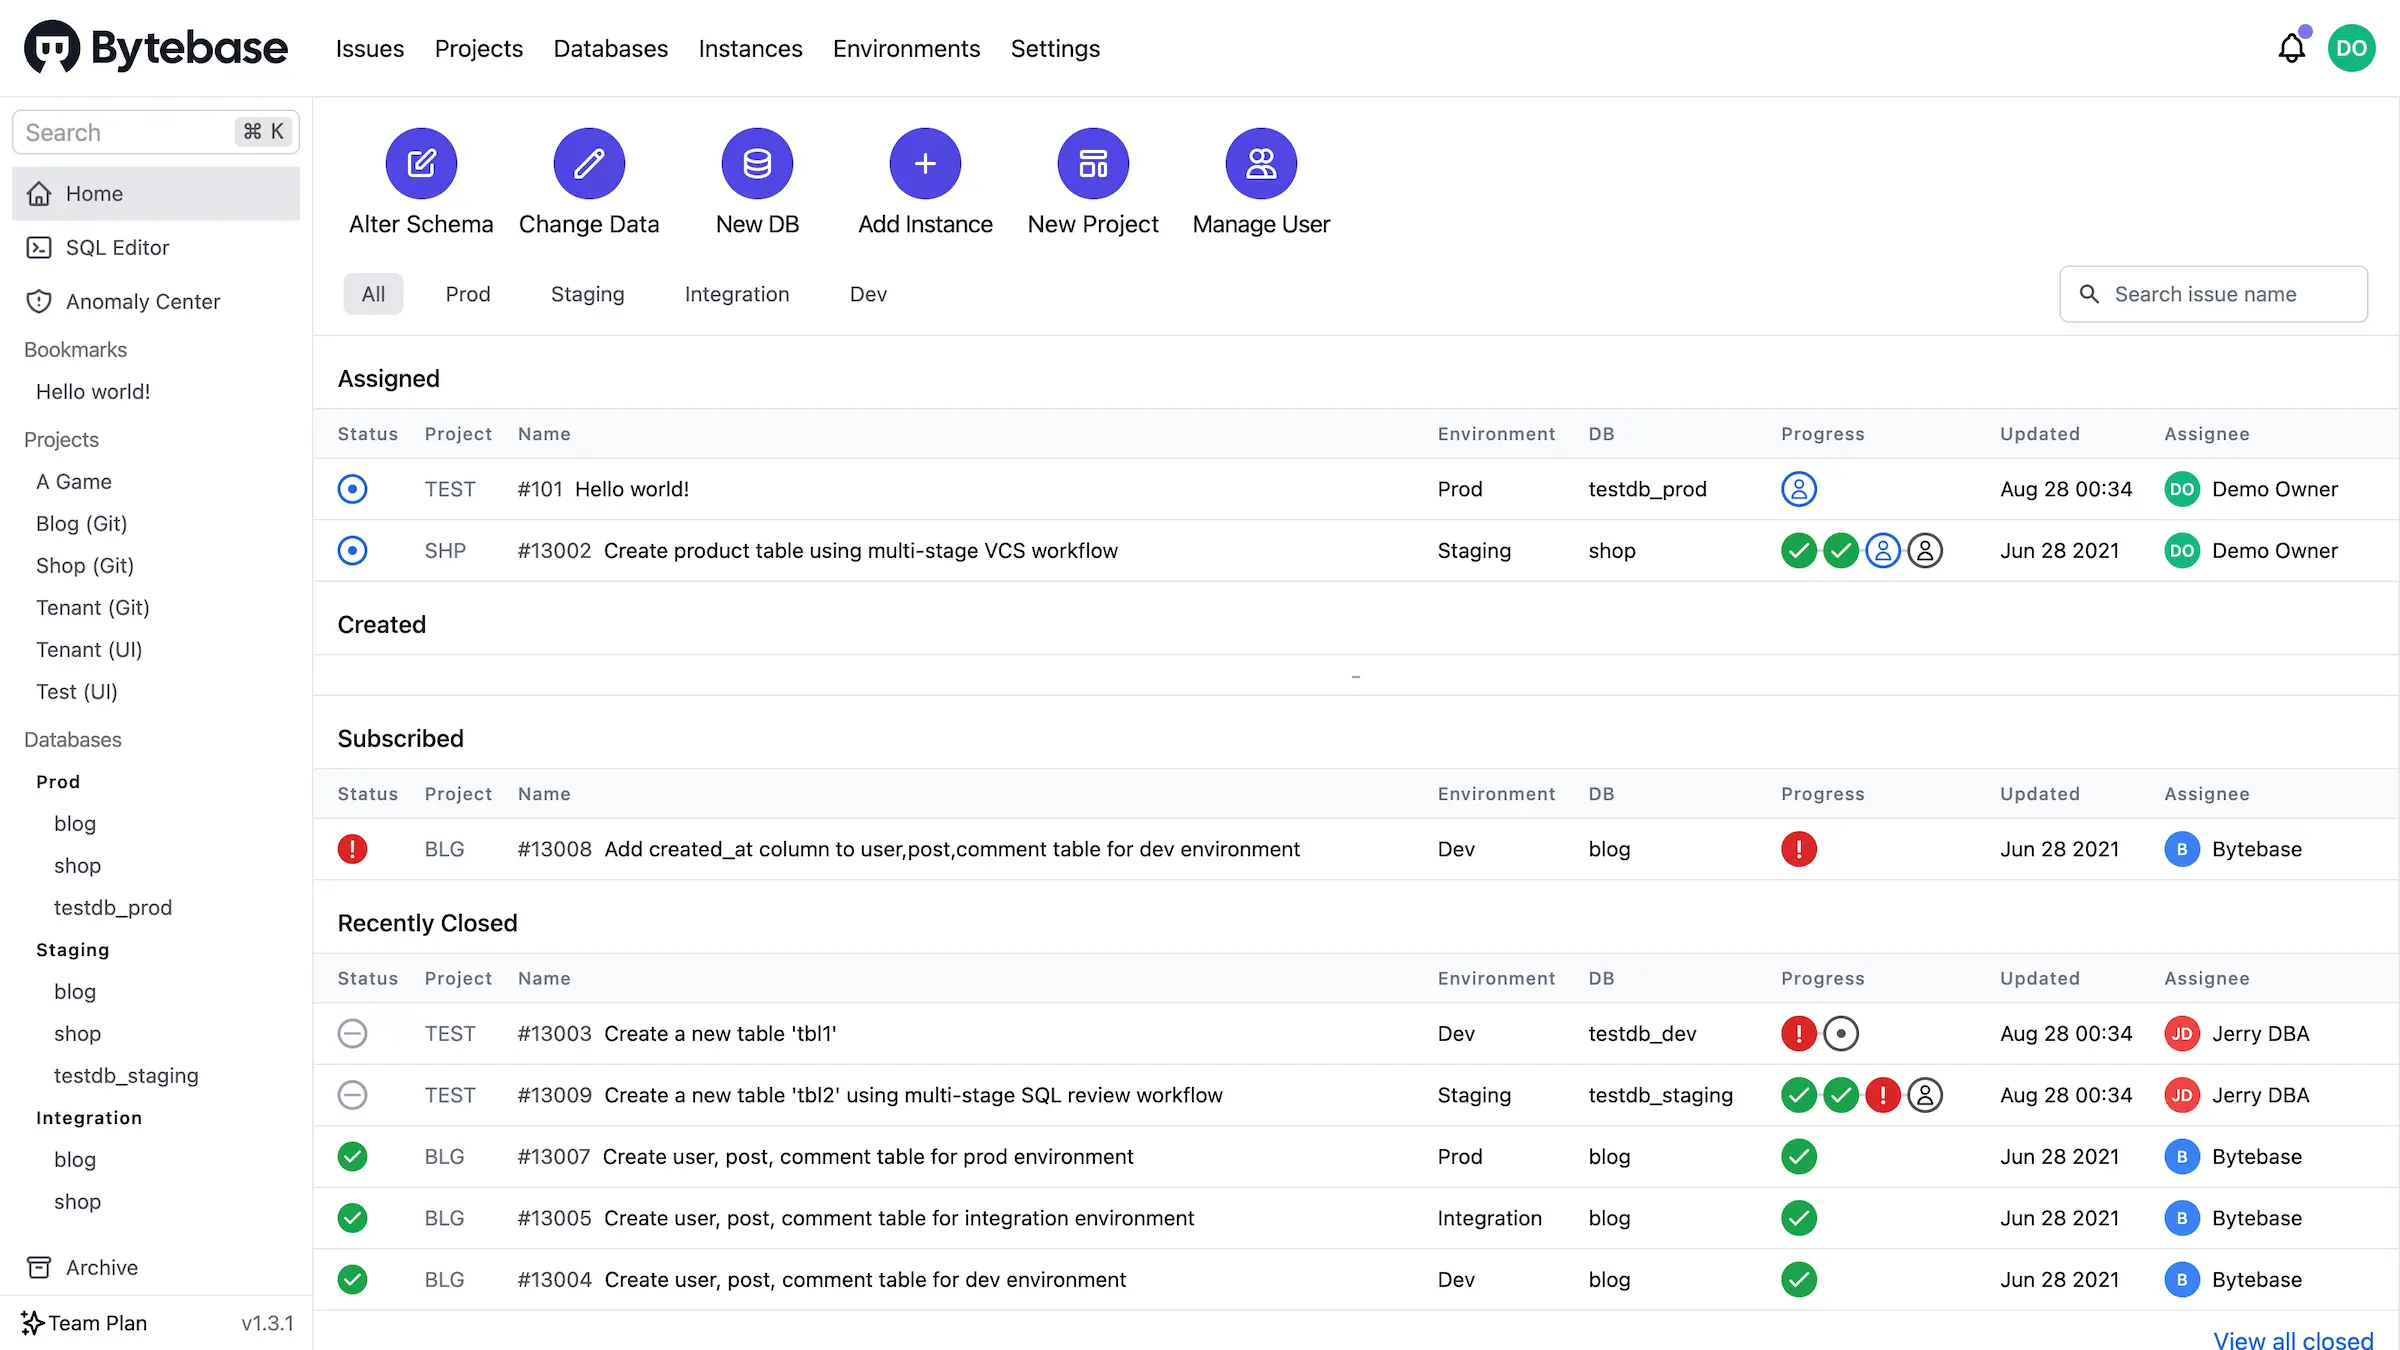 Bytebase Issues Projects Databases Instances Environments Settings DO
Search ⌘ K
Home
SQL Editor
Anomaly Center
Bookmarks
Hello world!
Projects
A Game
Blog (Git)
Shop (Git)
Tenant (Git)
Tenant (UI)
Test (UI)
Databases
Prod
blog
shop
testdb_prod
Staging
blog
shop
testdb_staging
Integration
blog
shop
Archive
Team Plan v1.3.1
Alter Schema Change Data New DB Add Instance New Project Manage User
All Prod Staging Integration Dev Search issue name
Assigned
Status Project Name Environment DB Progress Updated Assignee
TEST #101 Hello world! Prod testdb_prod Aug 28 00:34 DO Demo Owner
SHP #13002 Create product table using multi-stage VCS workflow Staging shop Jun 28 2021 DO Demo Owner
Created
-
Subscribed
Status Project Name Environment DB Progress Updated Assignee
! BLG #13008 Add created_at column to user,post,comment table for dev environment Dev blog ! Jun 28 2021 B Bytebase
Recently Closed
Status Project Name Environment DB Progress Updated Assignee
TEST #13003 Create a new table 'tbl1' Dev testdb_dev ! Aug 28 00:34 JD Jerry DBA
TEST #13009 Create a new table 'tbl2' using multi-stage SQL review workflow Staging testdb_staging ! Aug 28 00:34 JD Jerry DBA
BLG #13007 Create user, post, comment table for prod environment Prod blog Jun 28 2021 B Bytebase
BLG #13005 Create user, post, comment table for integration environment Integration blog Jun 28 2021 B Bytebase
BLG #13004 Create user, post, comment table for dev environment Dev blog Jun 28 2021 B Bytebase
View all closed